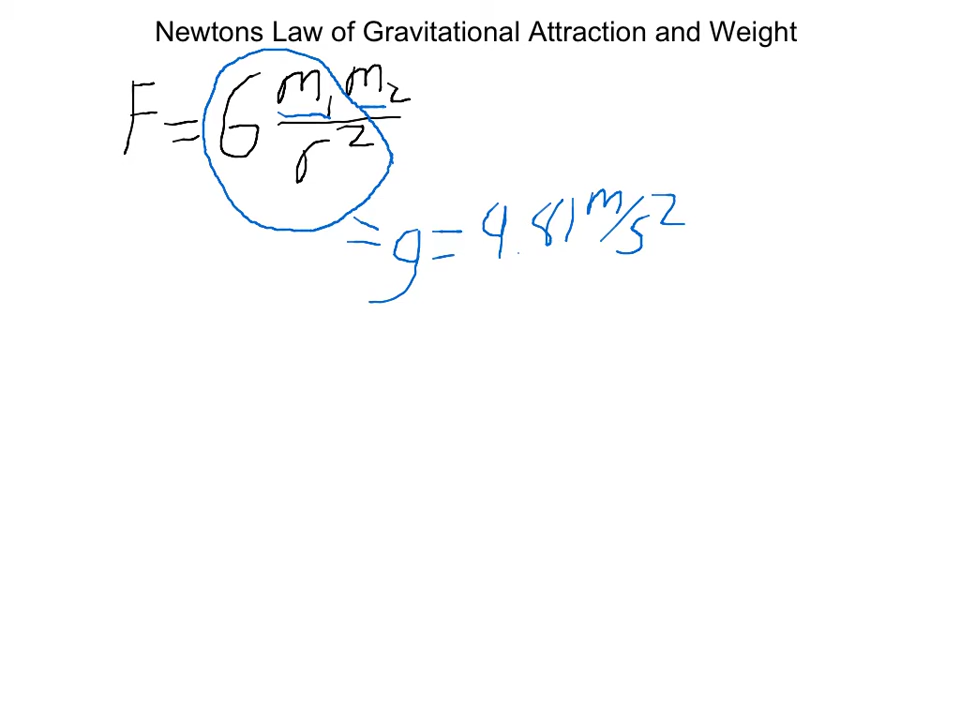 Newtons Law of Gravitational Attraction and Weight
F = G m₁m₂ / r²
= g = 9.81 m/s²